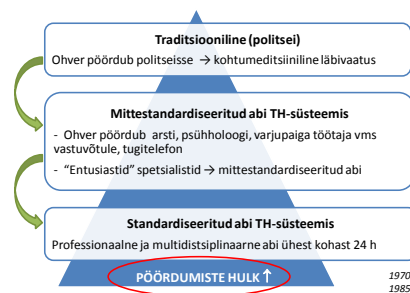 Traditsiooniline (politsei)
Ohver pöördub politseisse → kohtumeditsiiniline läbivaatus
Mittestandardiseeritud abi TH-süsteemis
- Ohver pöördub arsti, psühholoogi, varjupaiga töötaja vms
vastuvõtule, tugitelefon
- “Entusiastid” spetsialistid → mittestandardiseeritud abi
Standardiseeritud abi TH-süsteemis
Professionaalne ja multidistsiplinaarne abi ühest kohast 24 h
PÖÖRDUMISTE HULK ↑
1970
1985